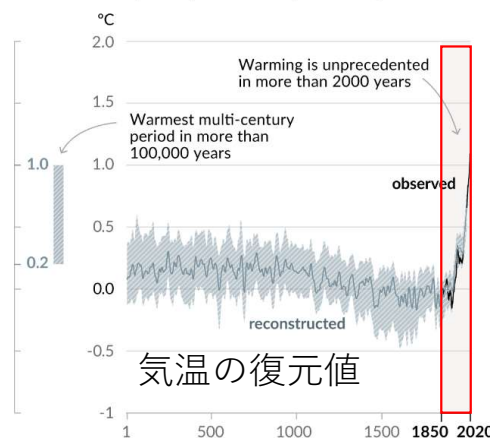 °C
2.0
Warming is unprecedented
in more than 2000 years
1.5
Warmest multi-century
period in more than
100,000 years
1.0
1.0
observed
0.5
0.2
0.0
reconstructed
-0.5
気温の復元値
-1
1
500
1000
1500
1850
2020